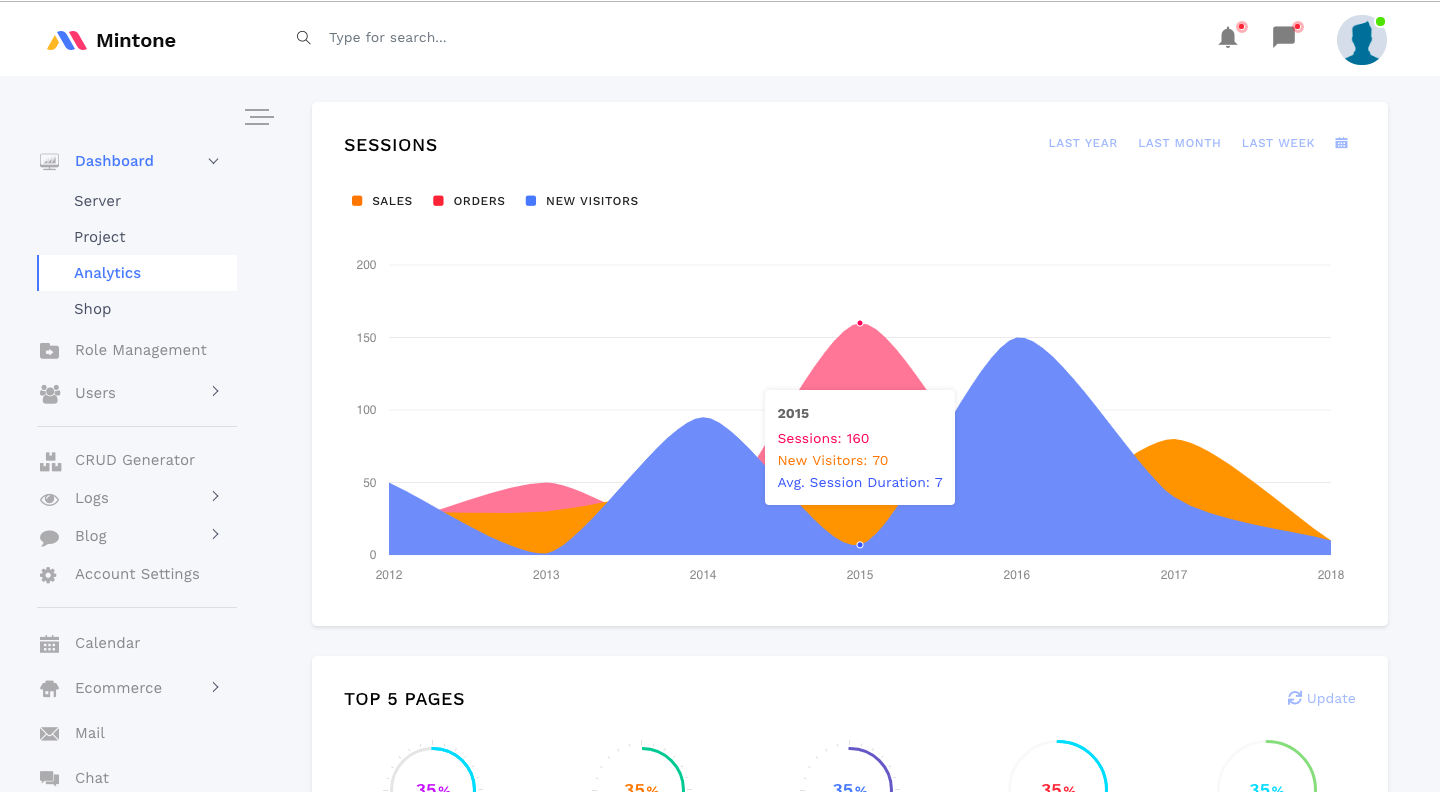 Mintone
Type for search...
Dashboard
Server
Project
Analytics
Shop
Role Management
Users
CRUD Generator
Logs
Blog
Account Settings
Calendar
Ecommerce
Mail
Chat
SESSIONS
LAST YEAR LAST MONTH LAST WEEK
SALES ORDERS NEW VISITORS
200
150
100
50
0
2015
Sessions: 160
New Visitors: 70
Avg. Session Duration: 7
2012 2013 2014 2015 2016 2017 2018
TOP 5 PAGES
Update
35% 35% 35% 35% 35%